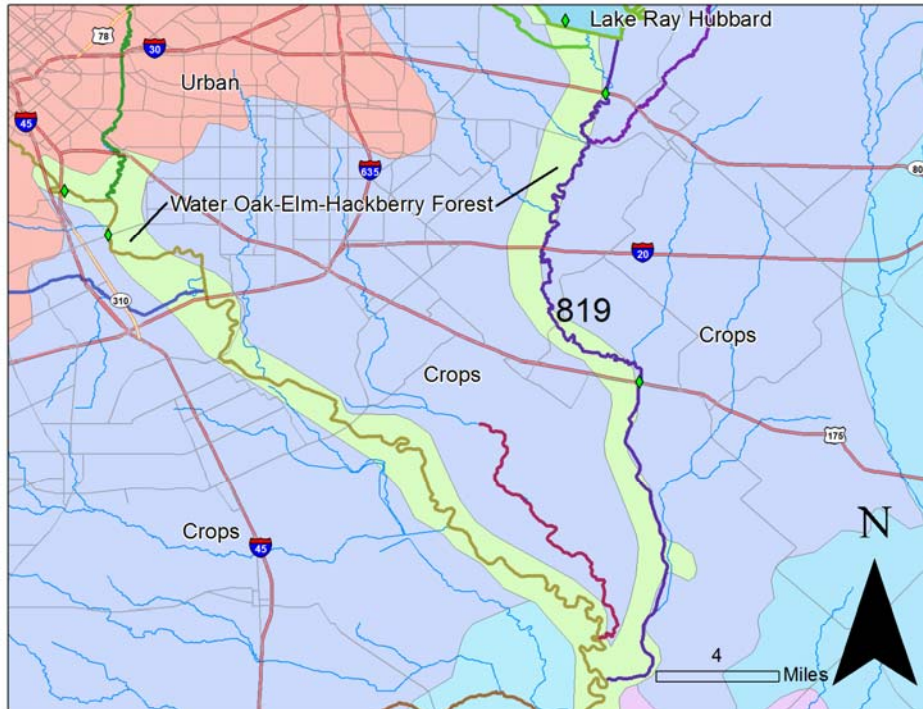 Lake Ray Hubbard
78
30
Urban
45
635
80
Water Oak-Elm-Hackberry Forest
20
310
819
Crops
Crops
175
Crops
45
N
4
Miles